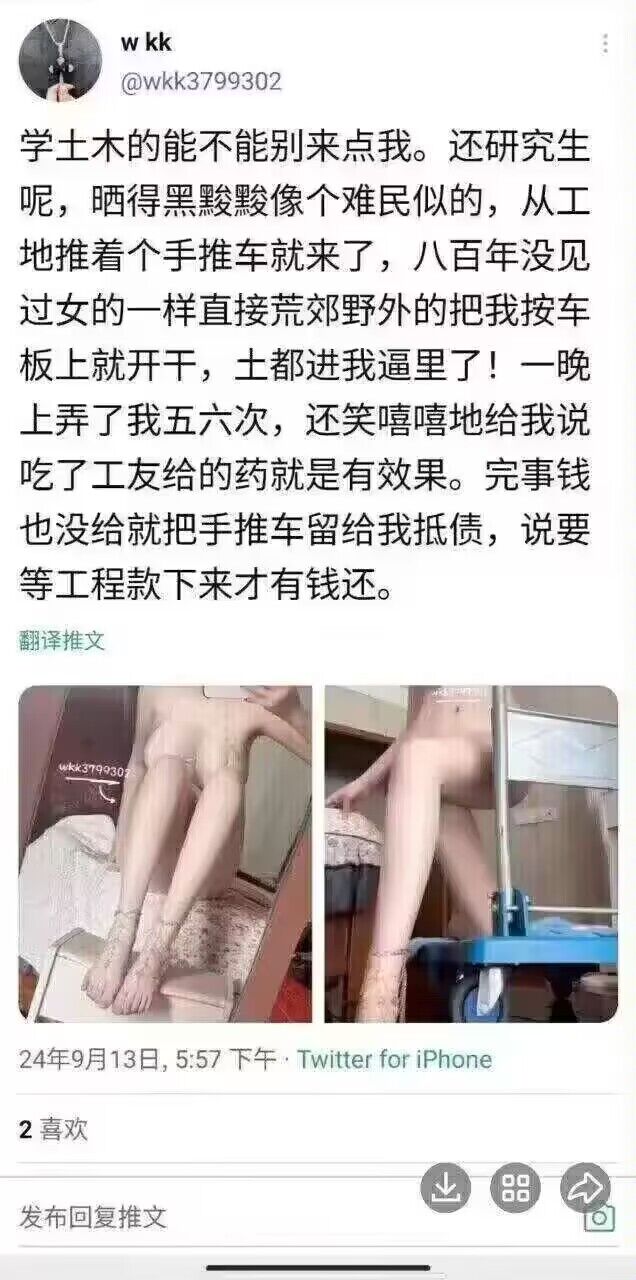 w kk
@wkk3799302
学土木的能不能别来点我。还研究生
呢，晒得黑黢黢像个难民似的，从工
地推着个手推车就来了，八百年没见
过女的一样直接荒郊野外的把我按车
板上就开干，土都进我逼里了！一晚
上弄了我五六次，还笑嘻嘻地给我说
吃了工友给的药就是有效果。完事钱
也没给就把手推车留给我抵债，说要
等工程款下来才有钱还。
翻译推文
wkk3799302
24年9月13日, 5:57 下午 · Twitter for iPhone
2 喜欢
发布回复推文